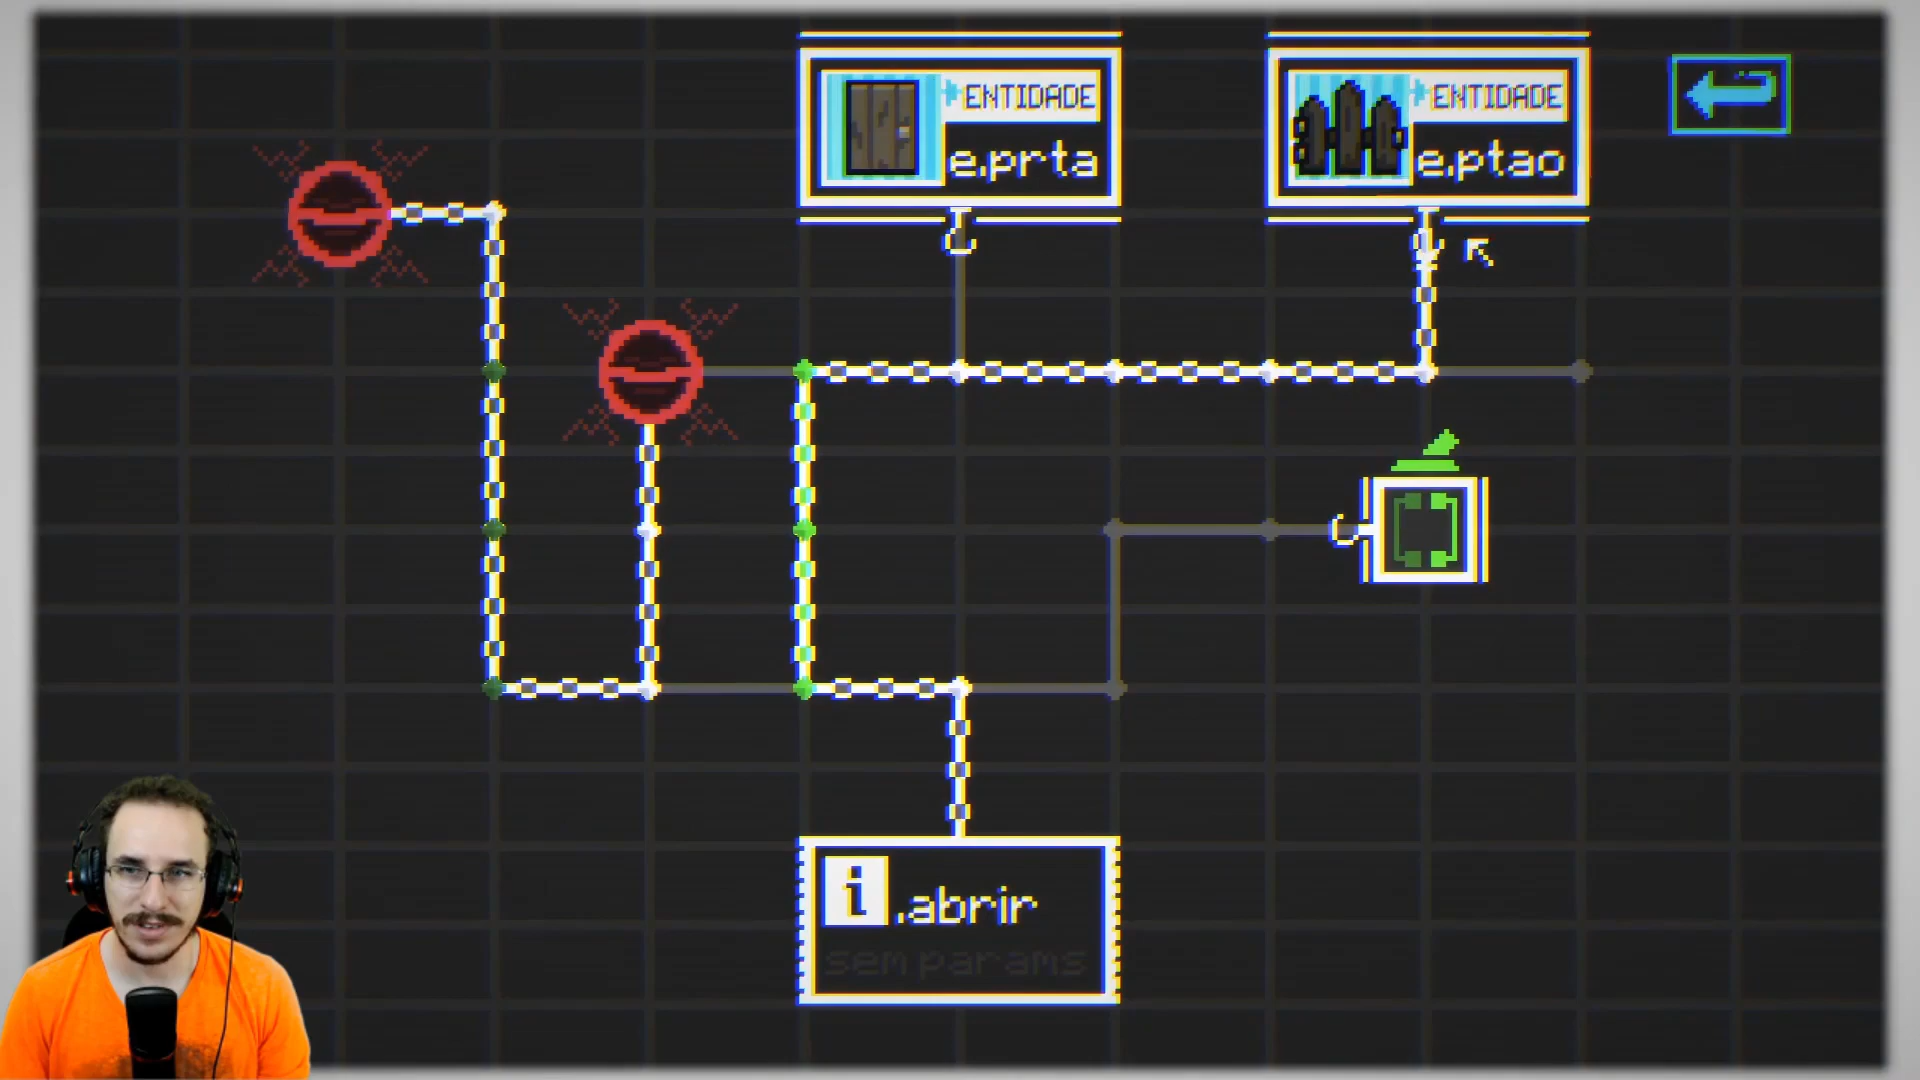 ENTIDADE
e.prta
ENTIDADE
e.ptao
i .abrir
sem params